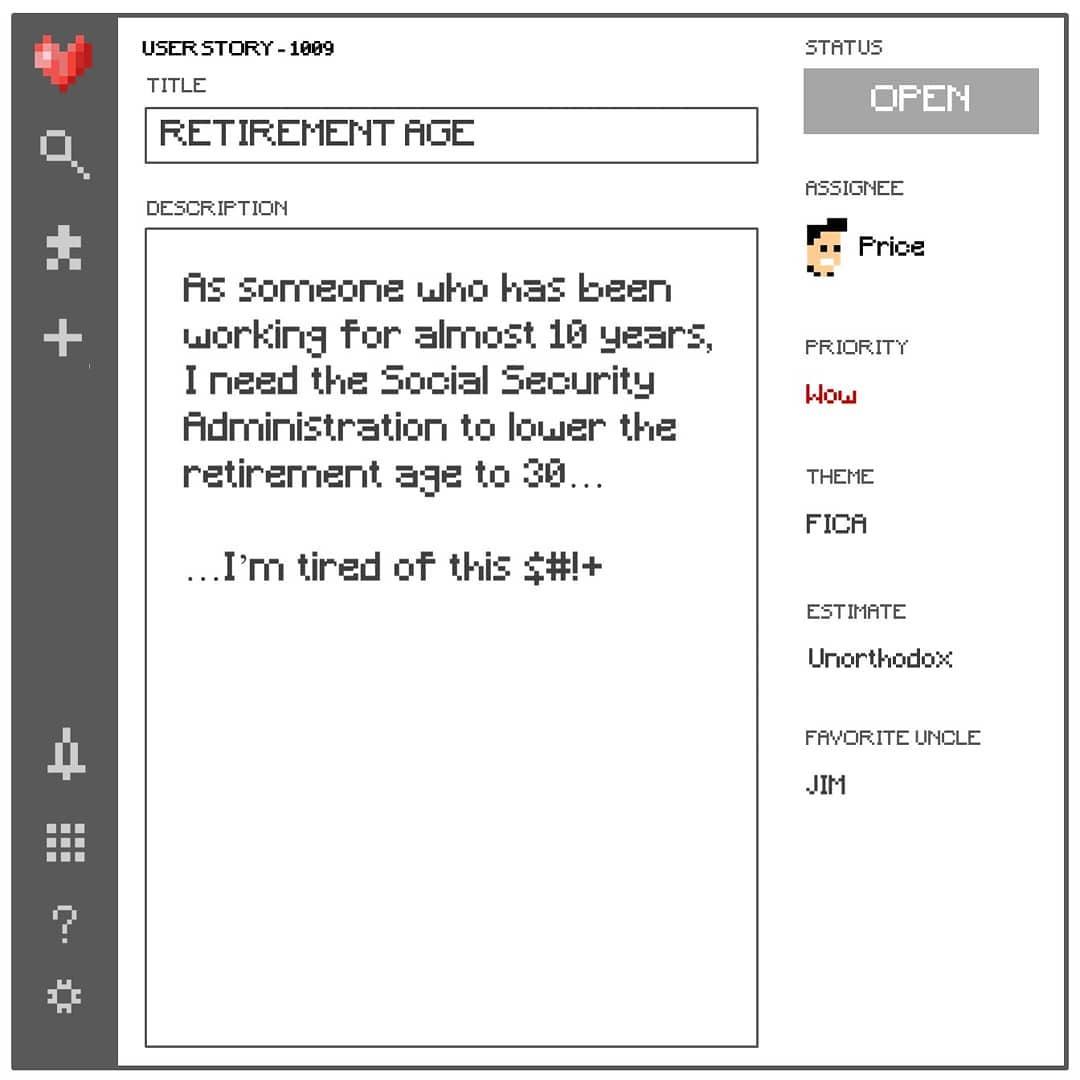 USER STORY - 1009
TITLE
RETIREMENT AGE
DESCRIPTION
As someone who has been
working for almost 10 years,
I need the Social Security
Administration to lower the
retirement age to 30...
...I'm tired of this $#!+
STATUS
OPEN
ASSIGNEE
Price
PRIORITY
Wow
THEME
FICA
ESTIMATE
Unorthodox
FAVORITE UNCLE
JIM